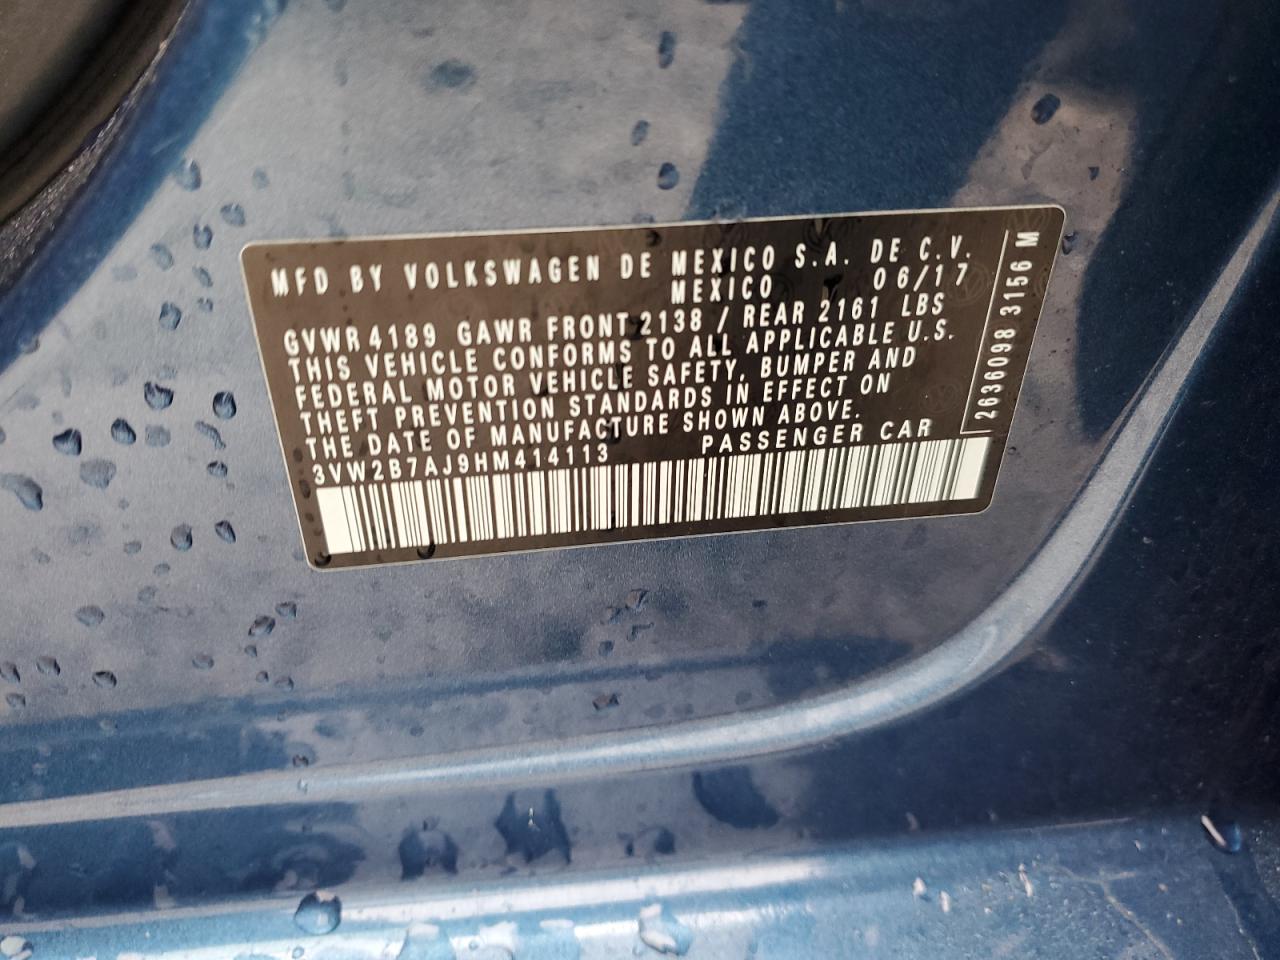 MFD BY VOLKSWAGEN DE MEXICO S.A. DE C.V.
MEXICO 06/17
GVWR 4189 GAWR FRONT 2138 / REAR 2161 LBS
THIS VEHICLE CONFORMS TO ALL APPLICABLE U.S.
FEDERAL MOTOR VEHICLE SAFETY, BUMPER AND
THEFT PREVENTION STANDARDS IN EFFECT ON
THE DATE OF MANUFACTURE SHOWN ABOVE.
3VW2B7AJ9HM414113 PASSENGER CAR
2636098 3156 M